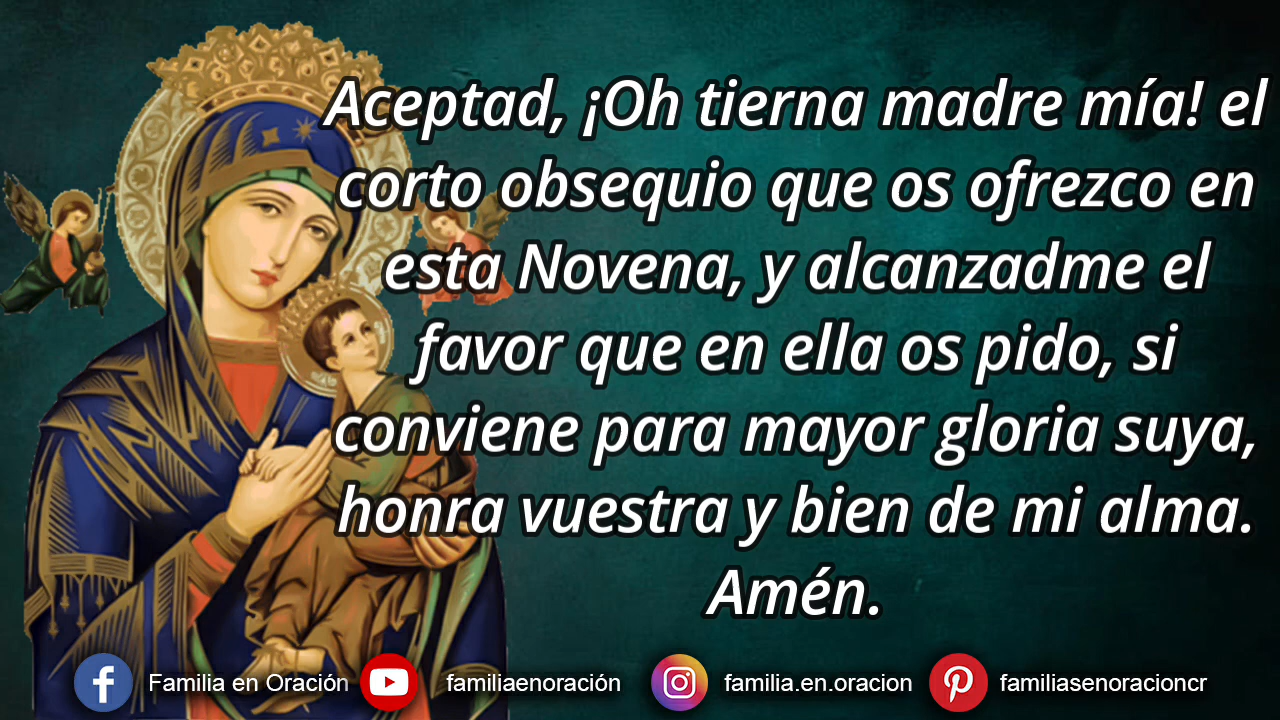 Aceptad, ¡Oh tierna madre mía! el
corto obsequio que os ofrezco en
esta Novena, y alcanzadme el
favor que en ella os pido, si
conviene para mayor gloria suya,
honra vuestra y bien de mi alma.
Amén.
Familia en Oración familiaenoración familia.en.oracion familiasenoracioncr